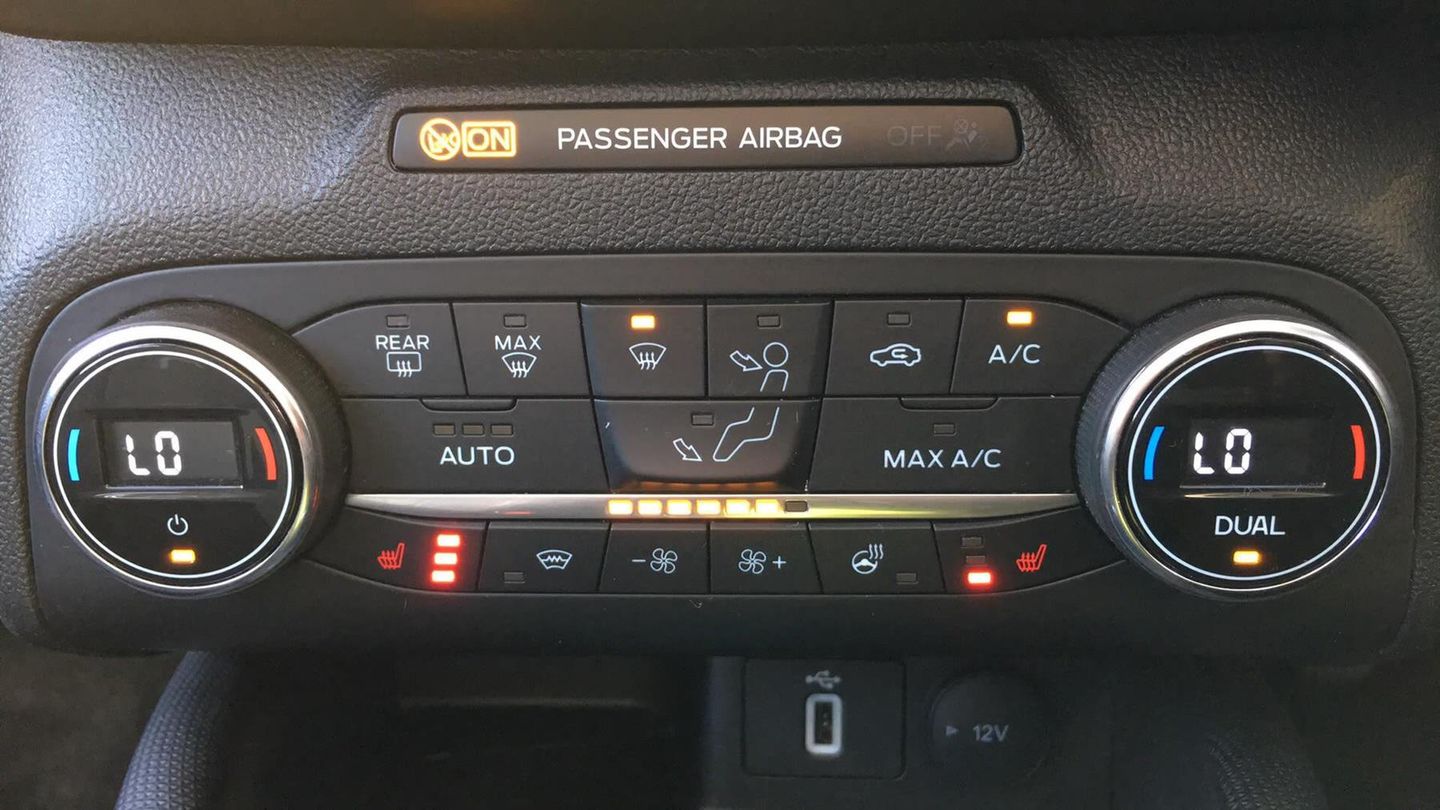 ON PASSENGER AIRBAG OFF
REAR
MAX
A/C
LO
AUTO
MAX A/C
LO
DUAL
- +
12V